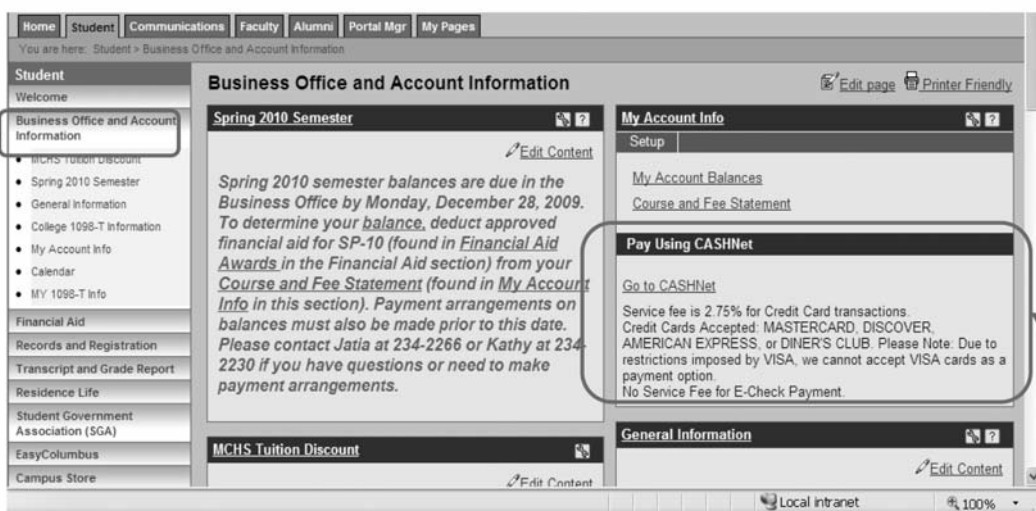 Home Student Communications Faculty Alumni Portal Mgr My Pages
You are here: Student > Business Office and Account Information
Student
Welcome
Business Office and Account
Information
MCHS Tuition Discount
Spring 2010 Semester
General Information
College 1098-T Information
My Account Info
Calendar
MY 1098-T Info
Financial Aid
Records and Registration
Transcript and Grade Report
Residence Life
Student Government
Association (SGA)
EasyColumbus
Campus Store
Business Office and Account Information
Edit page Printer Friendly
Spring 2010 Semester ?
Edit Content
Spring 2010 semester balances are due in the
Business Office by Monday, December 28, 2009.
To determine your balance, deduct approved
financial aid for SP-10 (found in Financial Aid
Awards in the Financial Aid section) from your
Course and Fee Statement (found in My Account
Info in this section). Payment arrangements on
balances must also be made prior to this date.
Please contact Jatia at 234-2266 or Kathy at 234-
2230 if you have questions or need to make
payment arrangements.
MCHS Tuition Discount
Edit Content
My Account Info ?
Setup
My Account Balances
Course and Fee Statement
Pay Using CASHNet
Go to CASHNet
Service fee is 2.75% for Credit Card transactions.
Credit Cards Accepted: MASTERCARD, DISCOVER,
AMERICAN EXPRESS, or DINER'S CLUB. Please Note: Due to
restrictions imposed by VISA, we cannot accept VISA cards as a
payment option.
No Service Fee for E-Check Payment.
General Information ?
Edit Content
Local intranet 100%